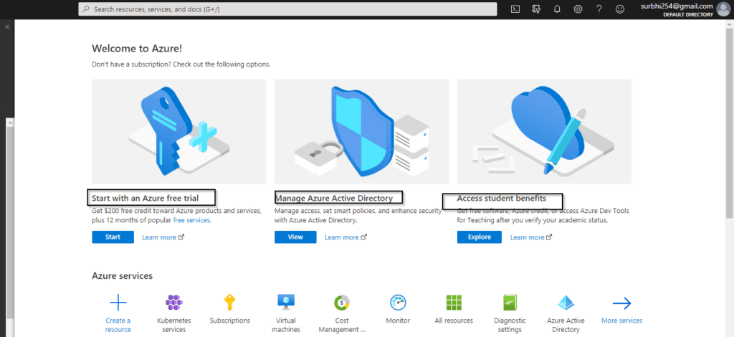 Search resources, services, and docs (G+/)
surbhi254@gmail.com
DEFAULT DIRECTORY
Welcome to Azure!
Don't have a subscription? Check out the following options.
Start with an Azure free trial
Get $200 free credit toward Azure products and services,
plus 12 months of popular free services.
Start Learn more
Manage Azure Active Directory
Manage access, set smart policies, and enhance security
with Azure Active Directory.
View Learn more
Access student benefits
Get free software, Azure credit, or access Azure Dev Tools
for Teaching after you verify your academic status.
Explore Learn more
Azure services
Create a
resource
Kubernetes
services
Subscriptions
Virtual
machines
Cost
Management ...
Monitor
All resources
Diagnostic
settings
Azure Active
Directory
More services